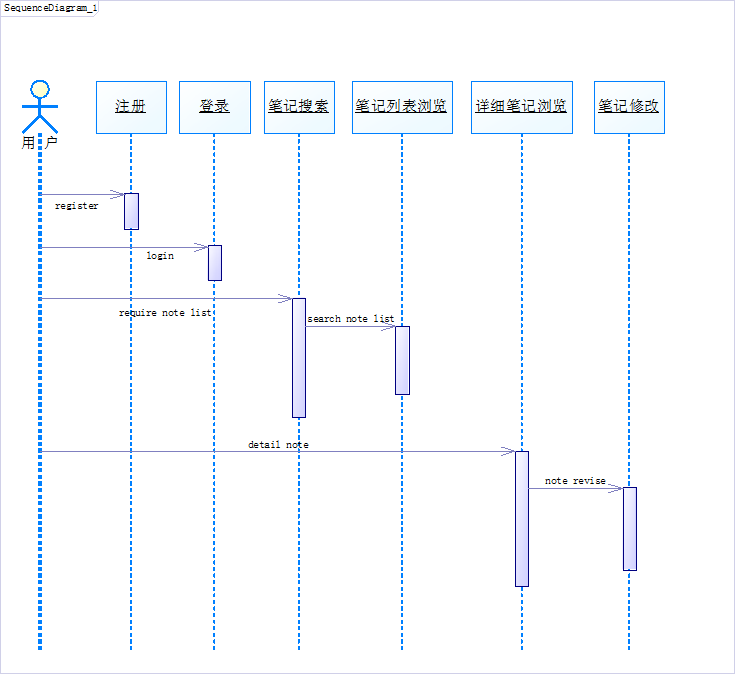 SequenceDiagram_1
注册
登录
笔记搜索
笔记列表浏览
详细笔记浏览
笔记修改
用户
register
login
require note list
search note list
detail note
note revise